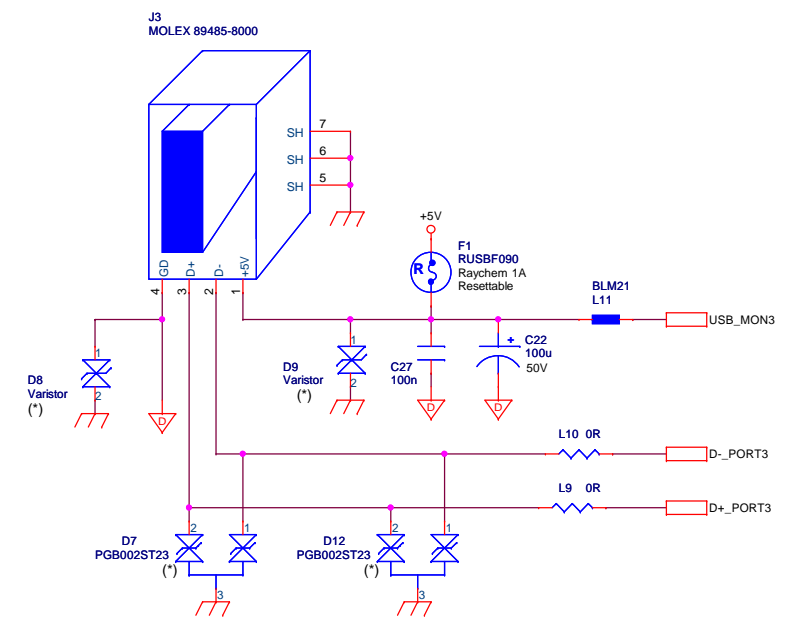 J3
MOLEX 89485-8000
SH
7
SH
6
SH
5
GD
D+
D-
+5V
4
3
2
1
+5V
F1
RUSBF090
Raychem 1A
Resettable
R
BLM21
L11
USB_MON3
1
D8
Varistor
(*)
2
D
1
D9
Varistor
(*)
2
C27
100n
D
+
C22
100u
50V
D
L10 0R
D-_PORT3
L9 0R
D+_PORT3
D7
PGB002ST23
(*)
2
1
3
D12
PGB002ST23
(*)
2
1
3